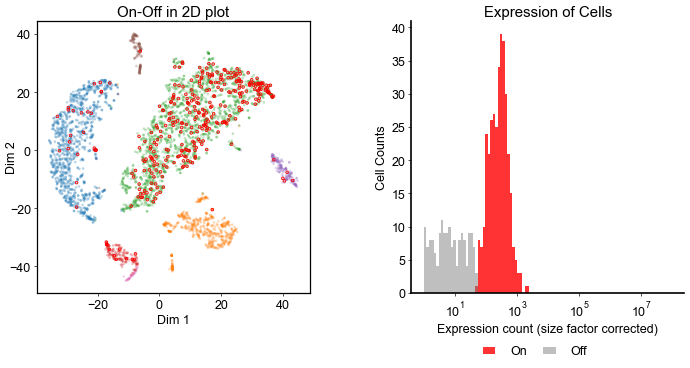 On-Off in 2D plot
40
20
0
−20
−40
Dim 2
−20
0
20
40
Dim 1
Expression of Cells
40
35
30
25
20
15
10
5
0
Cell Counts
10^1
10^3
10^5
10^7
Expression count (size factor corrected)
On
Off